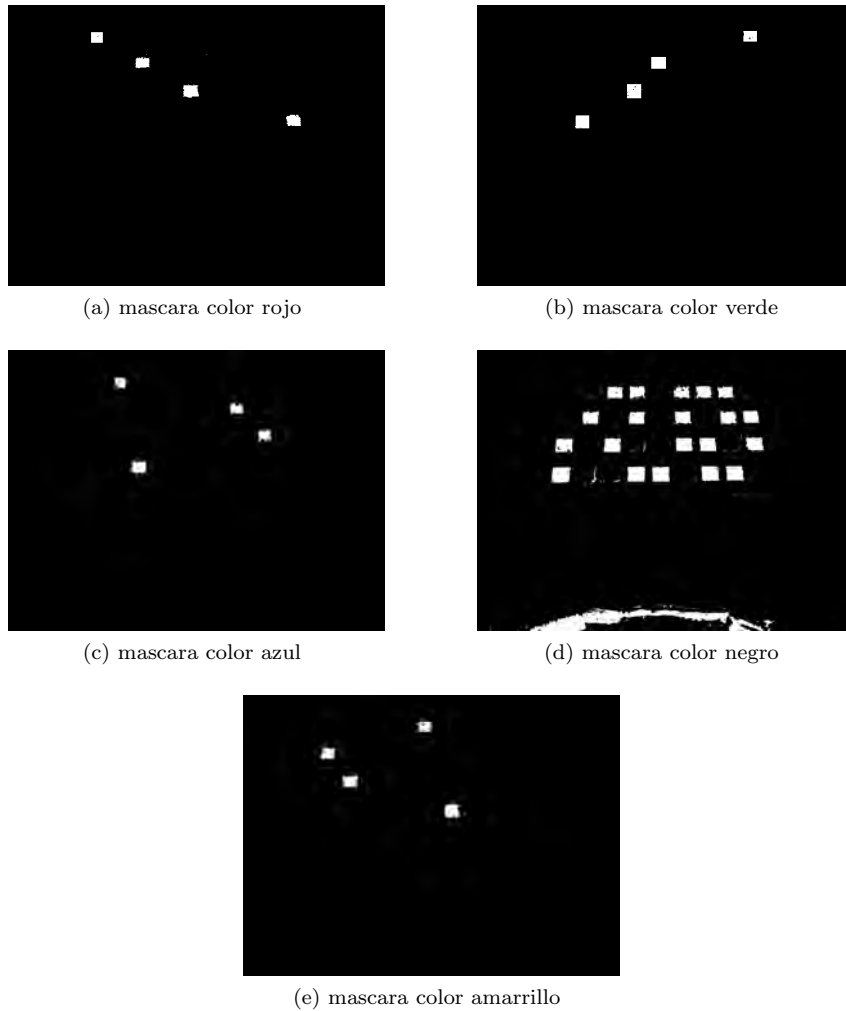 (a) mascara color rojo
(b) mascara color verde
(c) mascara color azul
(d) mascara color negro
(e) mascara color amarrillo